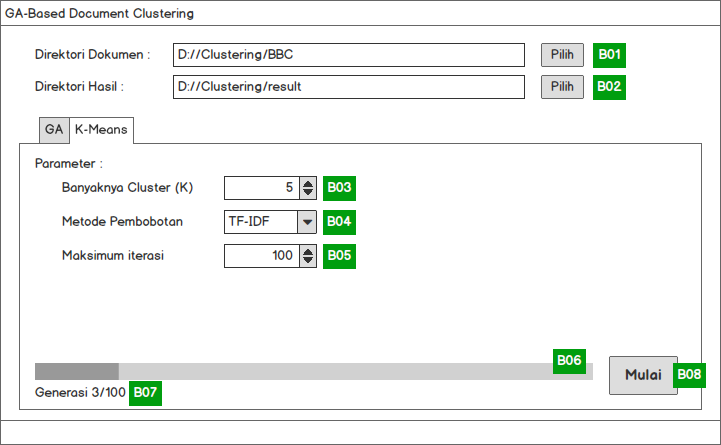 GA-Based Document Clustering
Direktori Dokumen : D://Clustering/BBC Pilih B01
Direktori Hasil : D://Clustering/result Pilih B02
GA K-Means
Parameter :
Banyaknya Cluster (K) 5 B03
Metode Pembobotan TF-IDF B04
Maksimum iterasi 100 B05
B06
Mulai B08
Generasi 3/100 B07